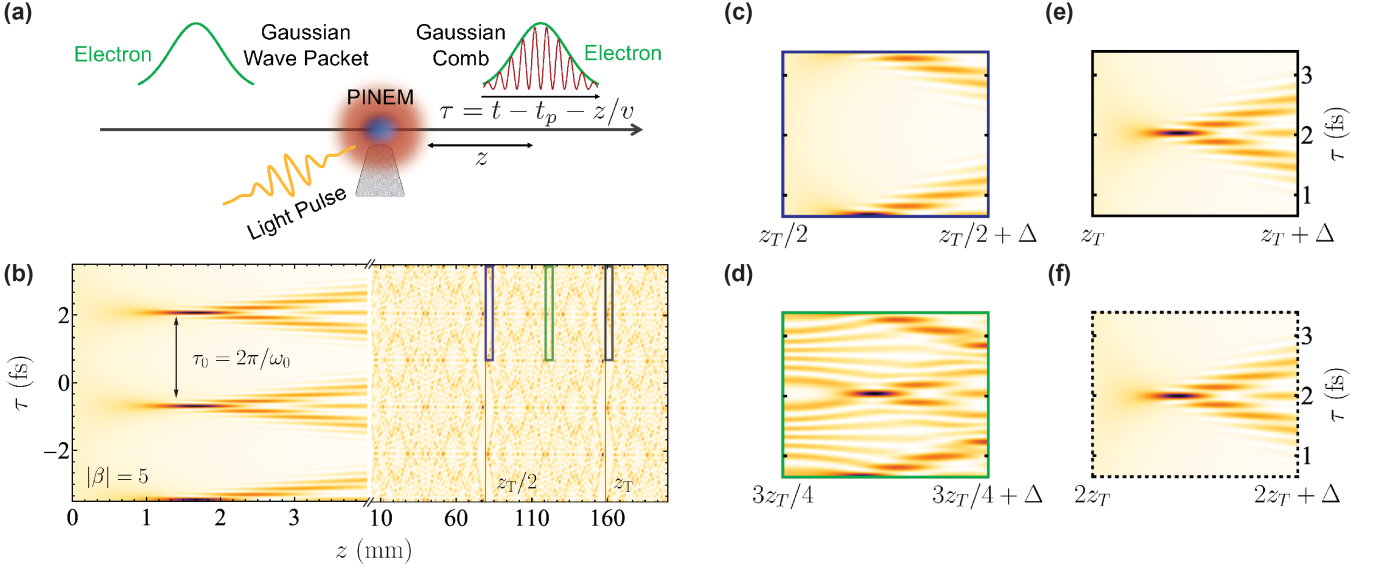 (a)
Electron
Gaussian
Wave Packet
Gaussian
Comb
Electron
PINEM
τ = t − t_p − z/v
z
Light Pulse
(b)
τ (fs)
2
0
−2
τ₀ = 2π/ω₀
|β| = 5
z_T/2
z_T
0
1
2
3
10
60
110
160
z (mm)
(c)
z_T/2
z_T/2 + Δ
(d)
3z_T/4
3z_T/4 + Δ
(e)
3
2
1
τ (fs)
z_T
z_T + Δ
(f)
3
2
1
τ (fs)
2z_T
2z_T + Δ